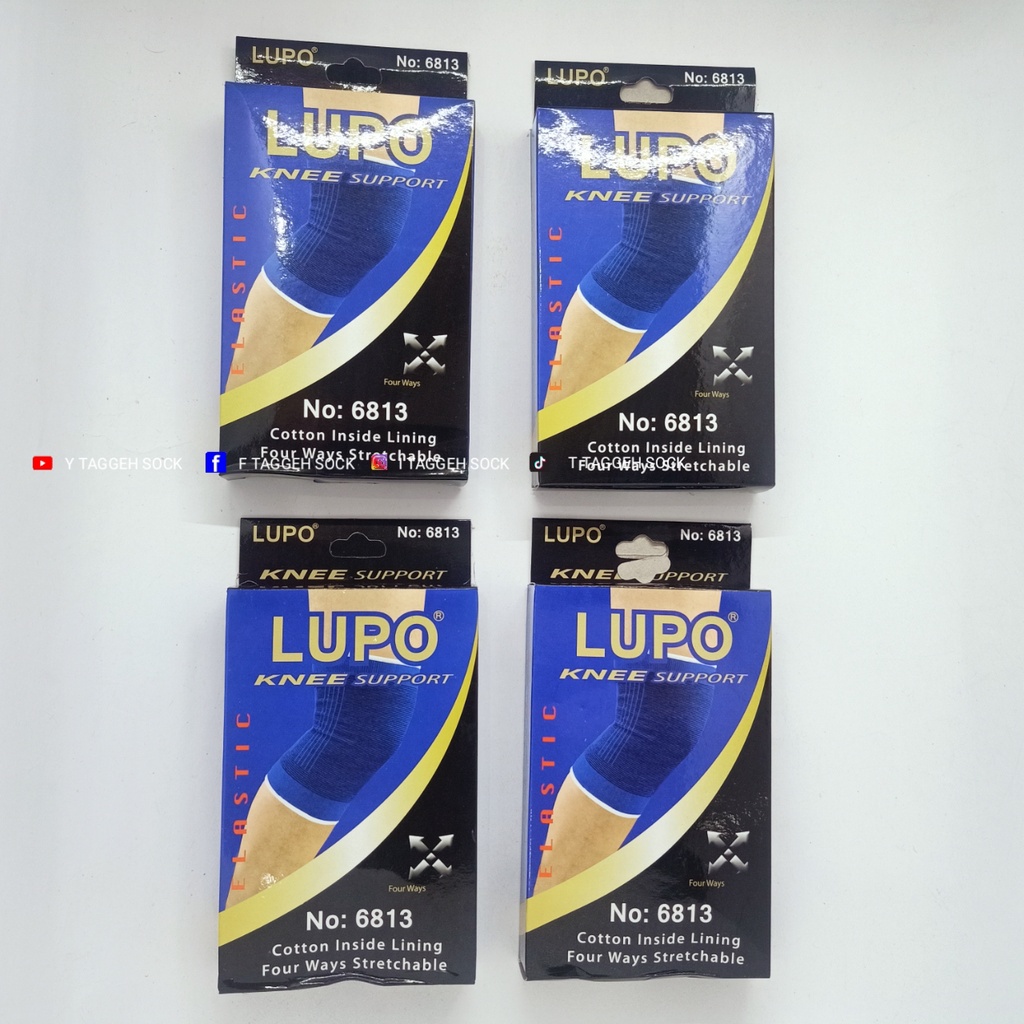 LUPO® No: 6813
LUPO
KNEE SUPPORT
ELASTIC
Four Ways
No: 6813
Cotton Inside Lining
Four Ways Stretchable
LUPO® No: 6813
LUPO
KNEE SUPPORT
ELASTIC
Four Ways
No: 6813
Cotton Inside Lining
Four Ways Stretchable
Y TAGGEH SOCK F TAGGEH SOCK I TAGGEH SOCK T TAGGEH SOCK
LUPO® No: 6813
KNEE SUPPORT
LUPO®
KNEE SUPPORT
ELASTIC
Four Ways
No: 6813
Cotton Inside Lining
Four Ways Stretchable
LUPO® No: 6813
KNEE SUPPORT
LUPO®
KNEE SUPPORT
ELASTIC
Four Ways
No: 6813
Cotton Inside Lining
Four Ways Stretchable